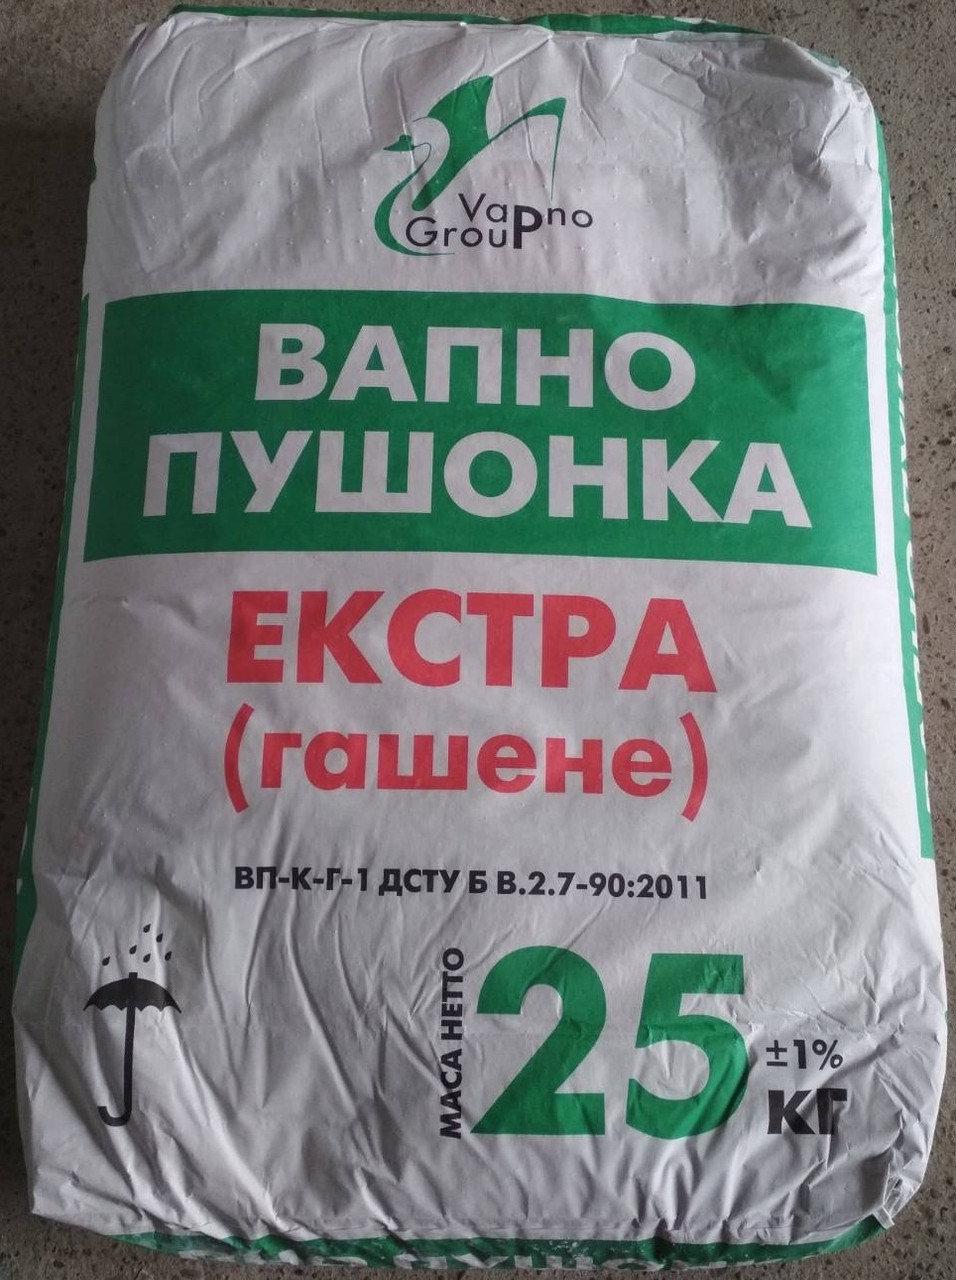 VaPno
GrouP
ВАПНО
ПУШОНКА
ЕКСТРА
(гашене)
ВП-К-Г-1 ДСТУ Б В.2.7-90:2011
МАСА НЕТТО
25
±1%
КГ